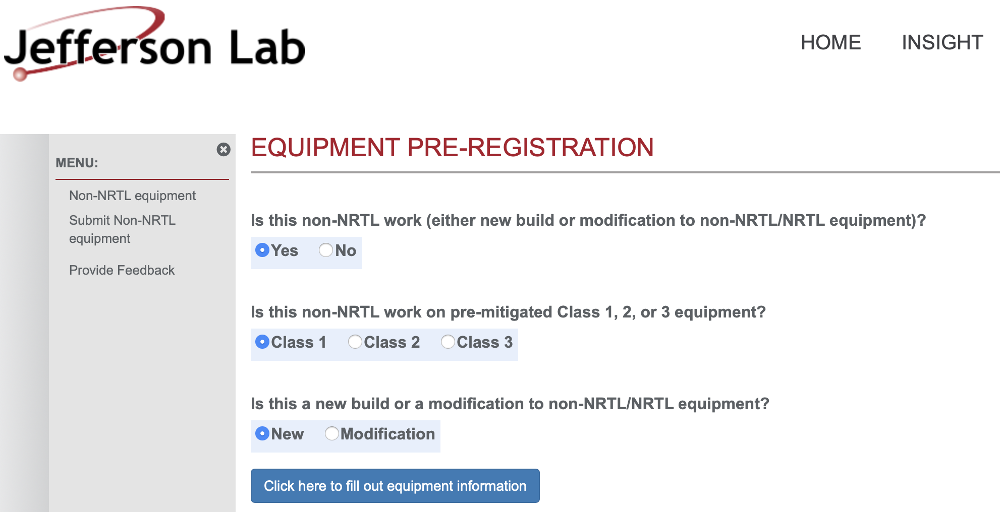 Jefferson Lab
HOME INSIGHT
MENU:
Non-NRTL equipment
Submit Non-NRTL
equipment
Provide Feedback
EQUIPMENT PRE-REGISTRATION
Is this non-NRTL work (either new build or modification to non-NRTL/NRTL equipment)?
Yes No
Is this non-NRTL work on pre-mitigated Class 1, 2, or 3 equipment?
Class 1 Class 2 Class 3
Is this a new build or a modification to non-NRTL/NRTL equipment?
New Modification
Click here to fill out equipment information